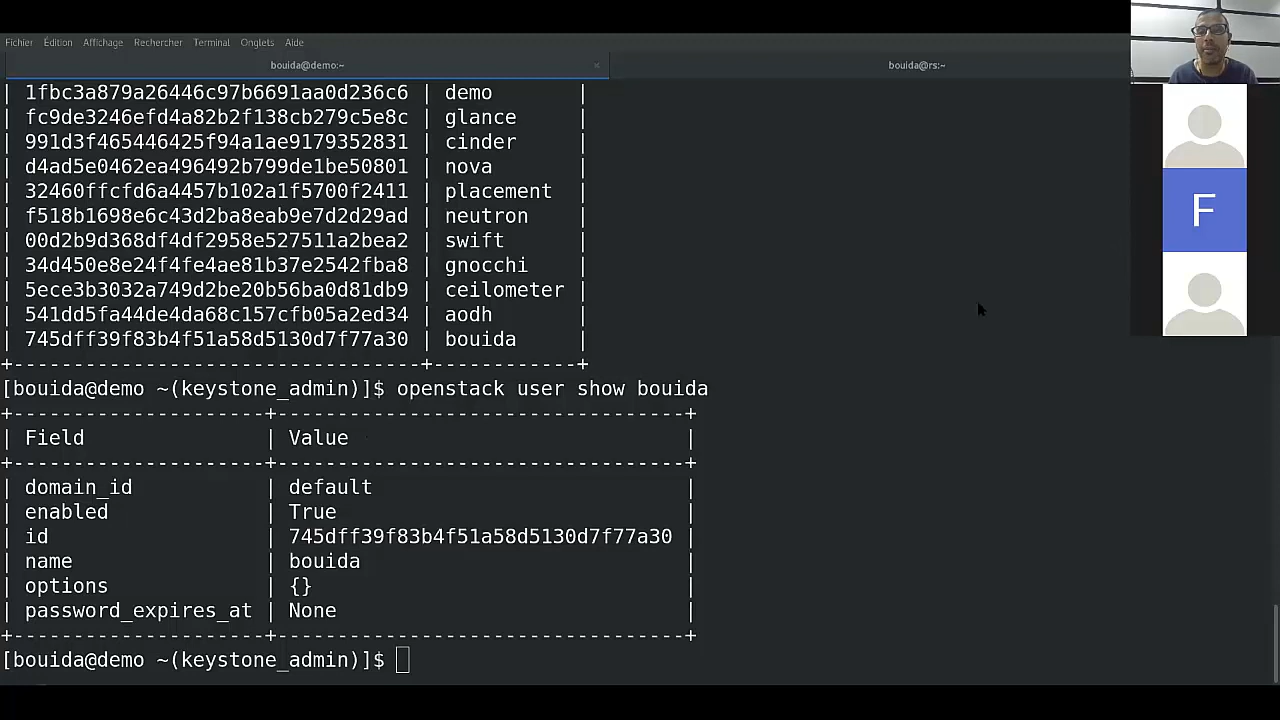 Fichier Édition Affichage Rechercher Terminal Onglets Aide
bouida@demo:~ × bouida@rs:~
| 1fbc3a879a26446c97b6691aa0d236c6 | demo |
| fc9de3246efd4a82b2f138cb279c5e8c | glance |
| 991d3f465446425f94a1ae9179352831 | cinder |
| d4ad5e0462ea496492b799de1be50801 | nova |
| 32460ffcfd6a4457b102a1f5700f2411 | placement |
| f518b1698e6c43d2ba8eab9e7d2d29ad | neutron |
| 00d2b9d368df4df2958e527511a2bea2 | swift |
| 34d450e8e24f4fe4ae81b37e2542fba8 | gnocchi |
| 5ece3b3032a749d2be20b56ba0d81db9 | ceilometer |
| 541dd5fa44de4da68c157cfb05a2ed34 | aodh |
| 745dff39f83b4f51a58d5130d7f77a30 | bouida |
+----------------------------------+------------+
[bouida@demo ~(keystone_admin)]$ openstack user show bouida
+---------------------+----------------------------------+
| Field | Value |
+---------------------+----------------------------------+
| domain_id | default |
| enabled | True |
| id | 745dff39f83b4f51a58d5130d7f77a30 |
| name | bouida |
| options | {} |
| password_expires_at | None |
+---------------------+----------------------------------+
[bouida@demo ~(keystone_admin)]$
F